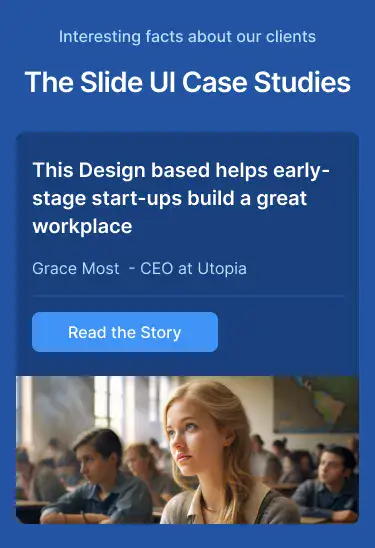 Interesting facts about our clients
The Slide UI Case Studies
This Design based helps early-
stage start-ups build a great
workplace
Grace Most - CEO at Utopia
Read the Story